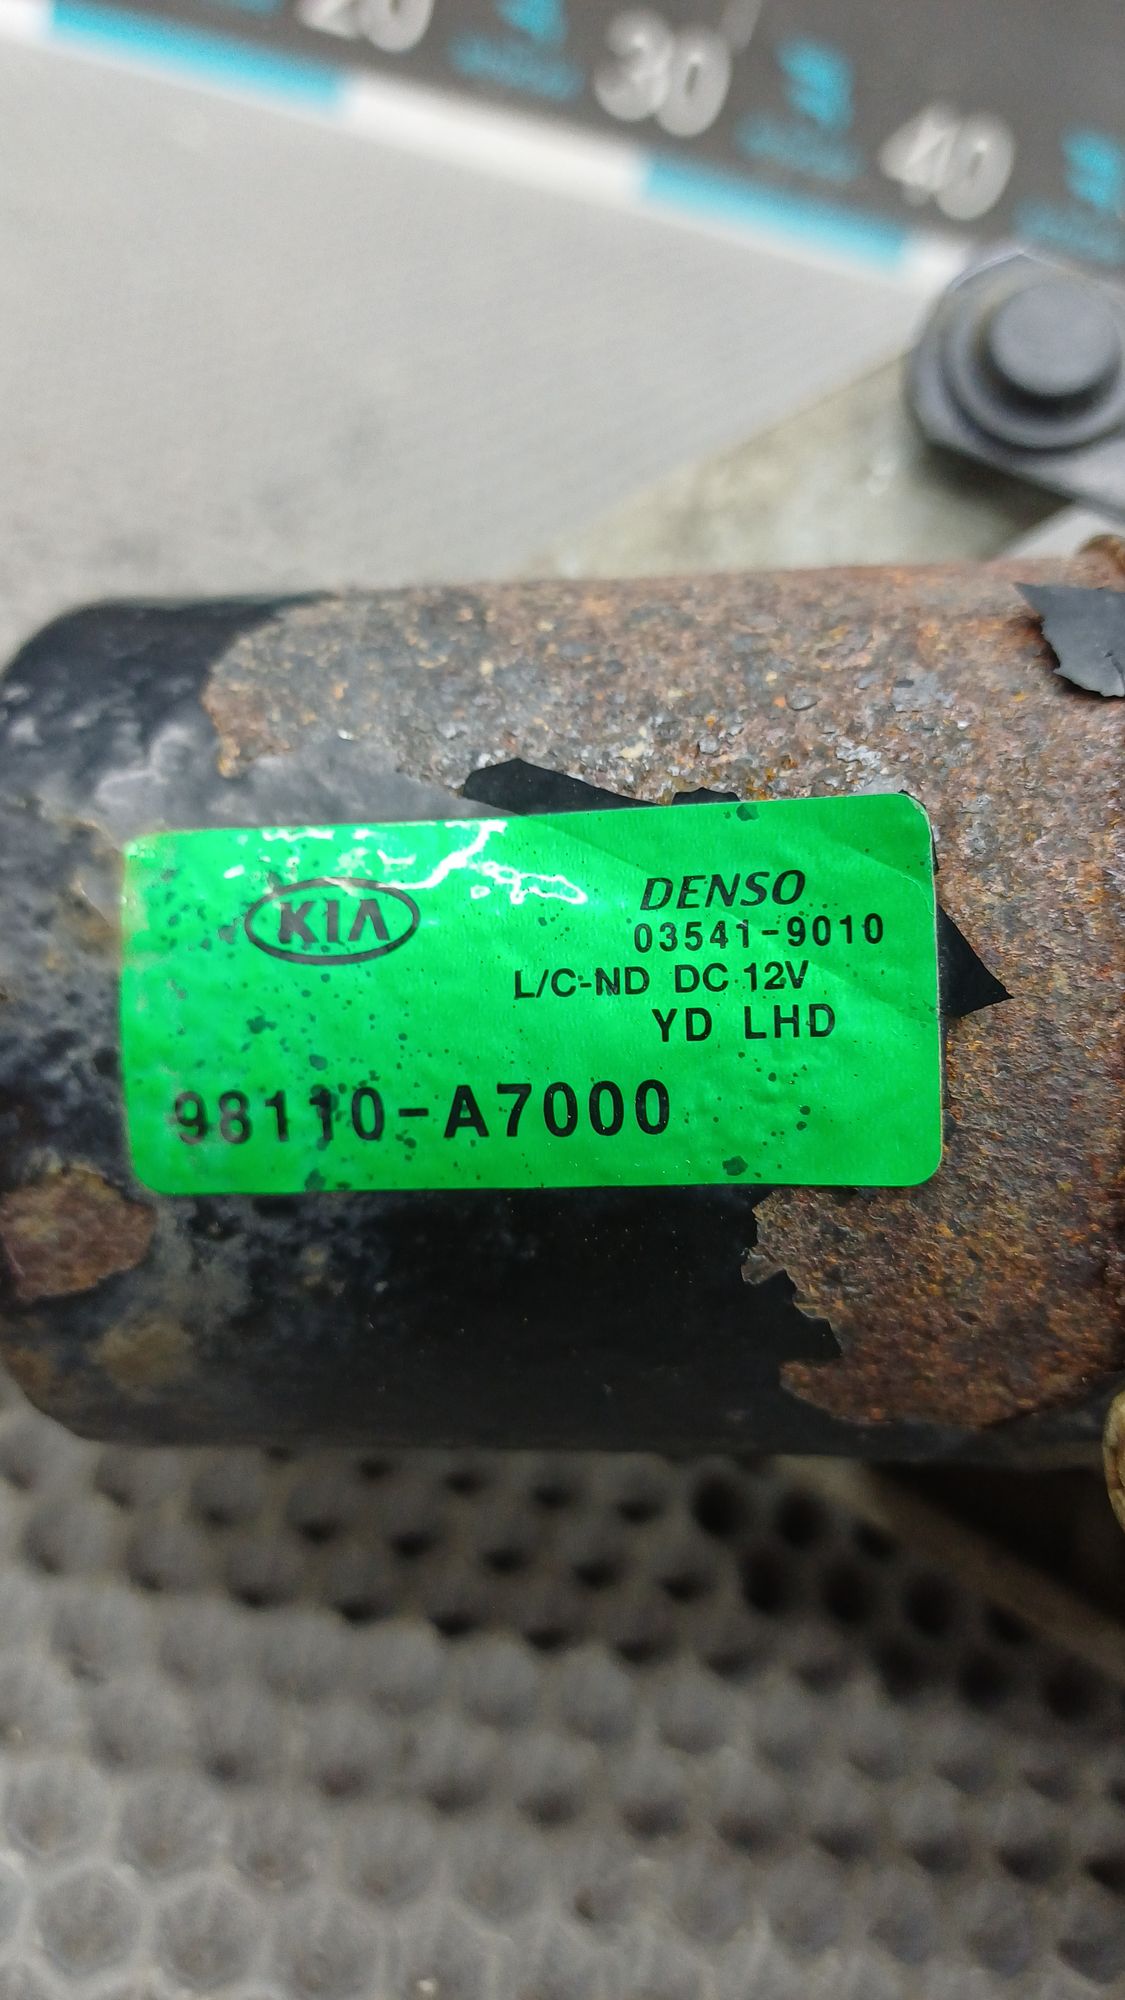 20 30 40
KIA
DENSO
03541-9010
L/C-ND DC 12V
YD LHD
98110-A7000